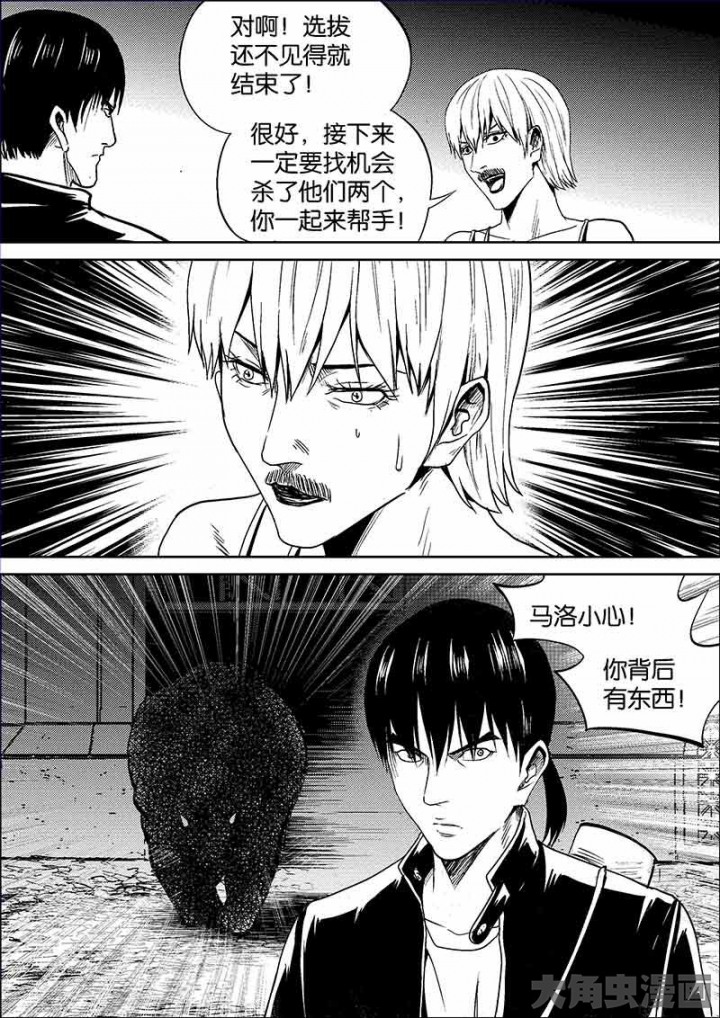 对啊！选拔
还不见得就
结束了！
很好，接下来
一定要找机会
杀了他们两个，
你一起来帮手！
马洛小心！
你背后
有东西！
大角虫漫画